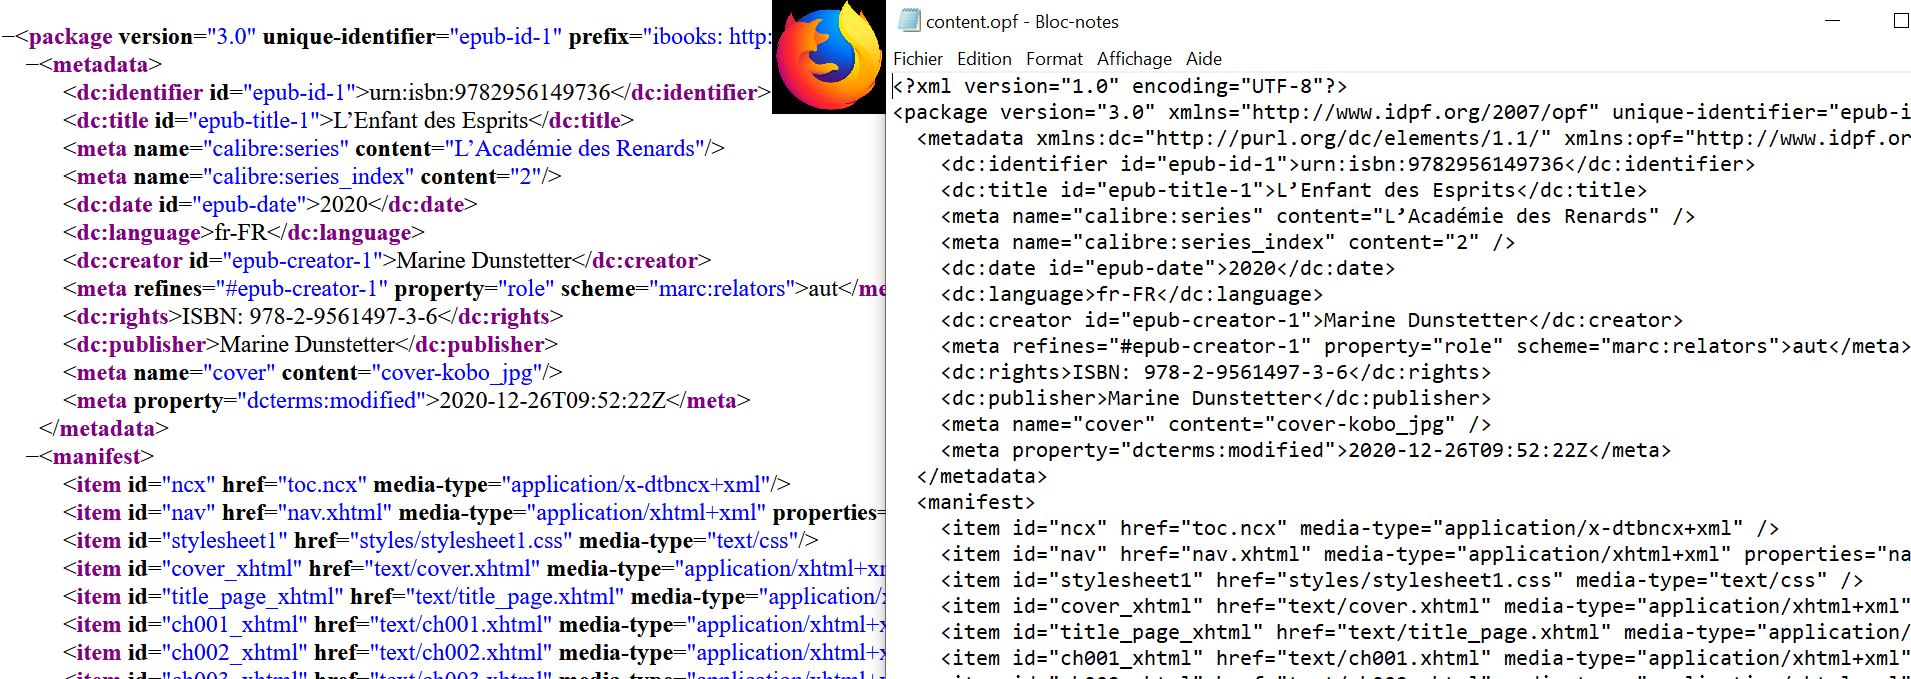 −<package version="3.0" unique-identifier="epub-id-1" prefix="ibooks: http:
−<metadata>
<dc:identifier id="epub-id-1">urn:isbn:9782956149736</dc:identifier>
<dc:title id="epub-title-1">L’Enfant des Esprits</dc:title>
<meta name="calibre:series" content="L’Académie des Renards"/>
<meta name="calibre:series_index" content="2"/>
<dc:date id="epub-date">2020</dc:date>
<dc:language>fr-FR</dc:language>
<dc:creator id="epub-creator-1">Marine Dunstetter</dc:creator>
<meta refines="#epub-creator-1" property="role" scheme="marc:relators">aut</me
<dc:rights>ISBN: 978-2-9561497-3-6</dc:rights>
<dc:publisher>Marine Dunstetter</dc:publisher>
<meta name="cover" content="cover-kobo_jpg"/>
<meta property="dcterms:modified">2020-12-26T09:52:22Z</meta>
</metadata>
−<manifest>
<item id="ncx" href="toc.ncx" media-type="application/x-dtbncx+xml"/>
<item id="nav" href="nav.xhtml" media-type="application/xhtml+xml" properties=
<item id="stylesheet1" href="styles/stylesheet1.css" media-type="text/css"/>
<item id="cover_xhtml" href="text/cover.xhtml" media-type="application/xhtml+xm
<item id="title_page_xhtml" href="text/title_page.xhtml" media-type="application/x
<item id="ch001_xhtml" href="text/ch001.xhtml" media-type="application/xhtml+x
<item id="ch002_xhtml" href="text/ch002.xhtml" media-type="application/xhtml+x
<item id="ch003_xhtml" href="text/ch003.xhtml" media-type="application/xhtml+x
content.opf - Bloc-notes
Fichier Edition Format Affichage Aide
<?xml version="1.0" encoding="UTF-8"?>
<package version="3.0" xmlns="http://www.idpf.org/2007/opf" unique-identifier="epub-i
<metadata xmlns:dc="http://purl.org/dc/elements/1.1/" xmlns:opf="http://www.idpf.or
<dc:identifier id="epub-id-1">urn:isbn:9782956149736</dc:identifier>
<dc:title id="epub-title-1">L’Enfant des Esprits</dc:title>
<meta name="calibre:series" content="L’Académie des Renards" />
<meta name="calibre:series_index" content="2" />
<dc:date id="epub-date">2020</dc:date>
<dc:language>fr-FR</dc:language>
<dc:creator id="epub-creator-1">Marine Dunstetter</dc:creator>
<meta refines="#epub-creator-1" property="role" scheme="marc:relators">aut</meta>
<dc:rights>ISBN: 978-2-9561497-3-6</dc:rights>
<dc:publisher>Marine Dunstetter</dc:publisher>
<meta name="cover" content="cover-kobo_jpg" />
<meta property="dcterms:modified">2020-12-26T09:52:22Z</meta>
</metadata>
<manifest>
<item id="ncx" href="toc.ncx" media-type="application/x-dtbncx+xml" />
<item id="nav" href="nav.xhtml" media-type="application/xhtml+xml" properties="na
<item id="stylesheet1" href="styles/stylesheet1.css" media-type="text/css" />
<item id="cover_xhtml" href="text/cover.xhtml" media-type="application/xhtml+xml"
<item id="title_page_xhtml" href="text/title_page.xhtml" media-type="application/
<item id="ch001_xhtml" href="text/ch001.xhtml" media-type="application/xhtml+xml"